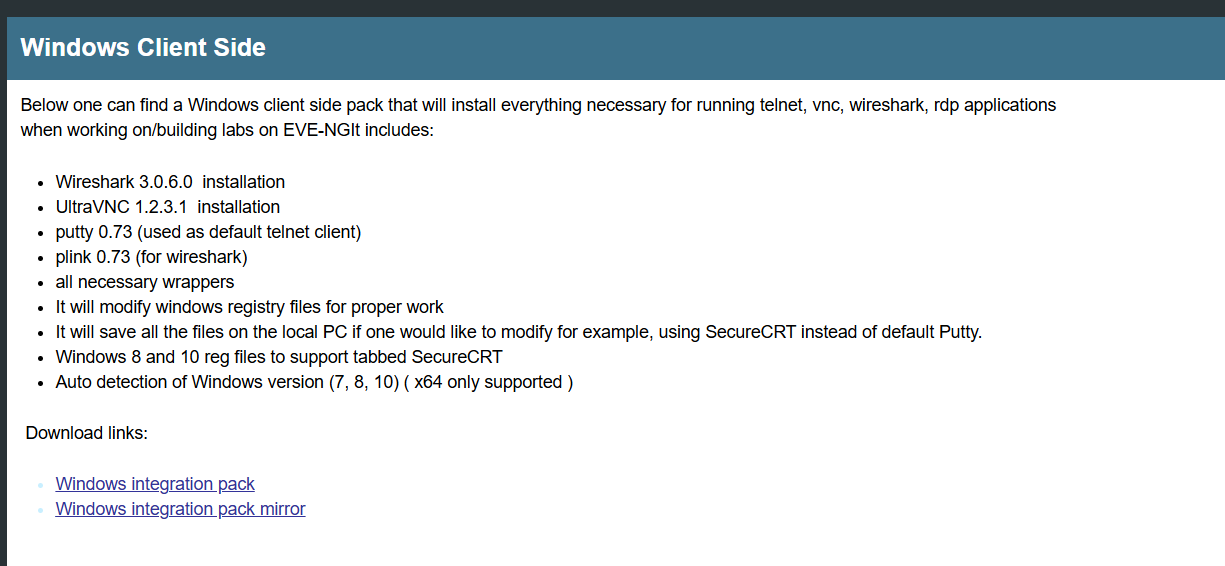 Windows Client Side
Below one can find a Windows client side pack that will install everything necessary for running telnet, vnc, wireshark, rdp applications
when working on/building labs on EVE-NGIt includes:
Wireshark 3.0.6.0  installation
UltraVNC 1.2.3.1  installation
putty 0.73 (used as default telnet client)
plink 0.73 (for wireshark)
all necessary wrappers
It will modify windows registry files for proper work
It will save all the files on the local PC if one would like to modify for example, using SecureCRT instead of default Putty.
Windows 8 and 10 reg files to support tabbed SecureCRT
Auto detection of Windows version (7, 8, 10) ( x64 only supported )
Download links:
Windows integration pack
Windows integration pack mirror